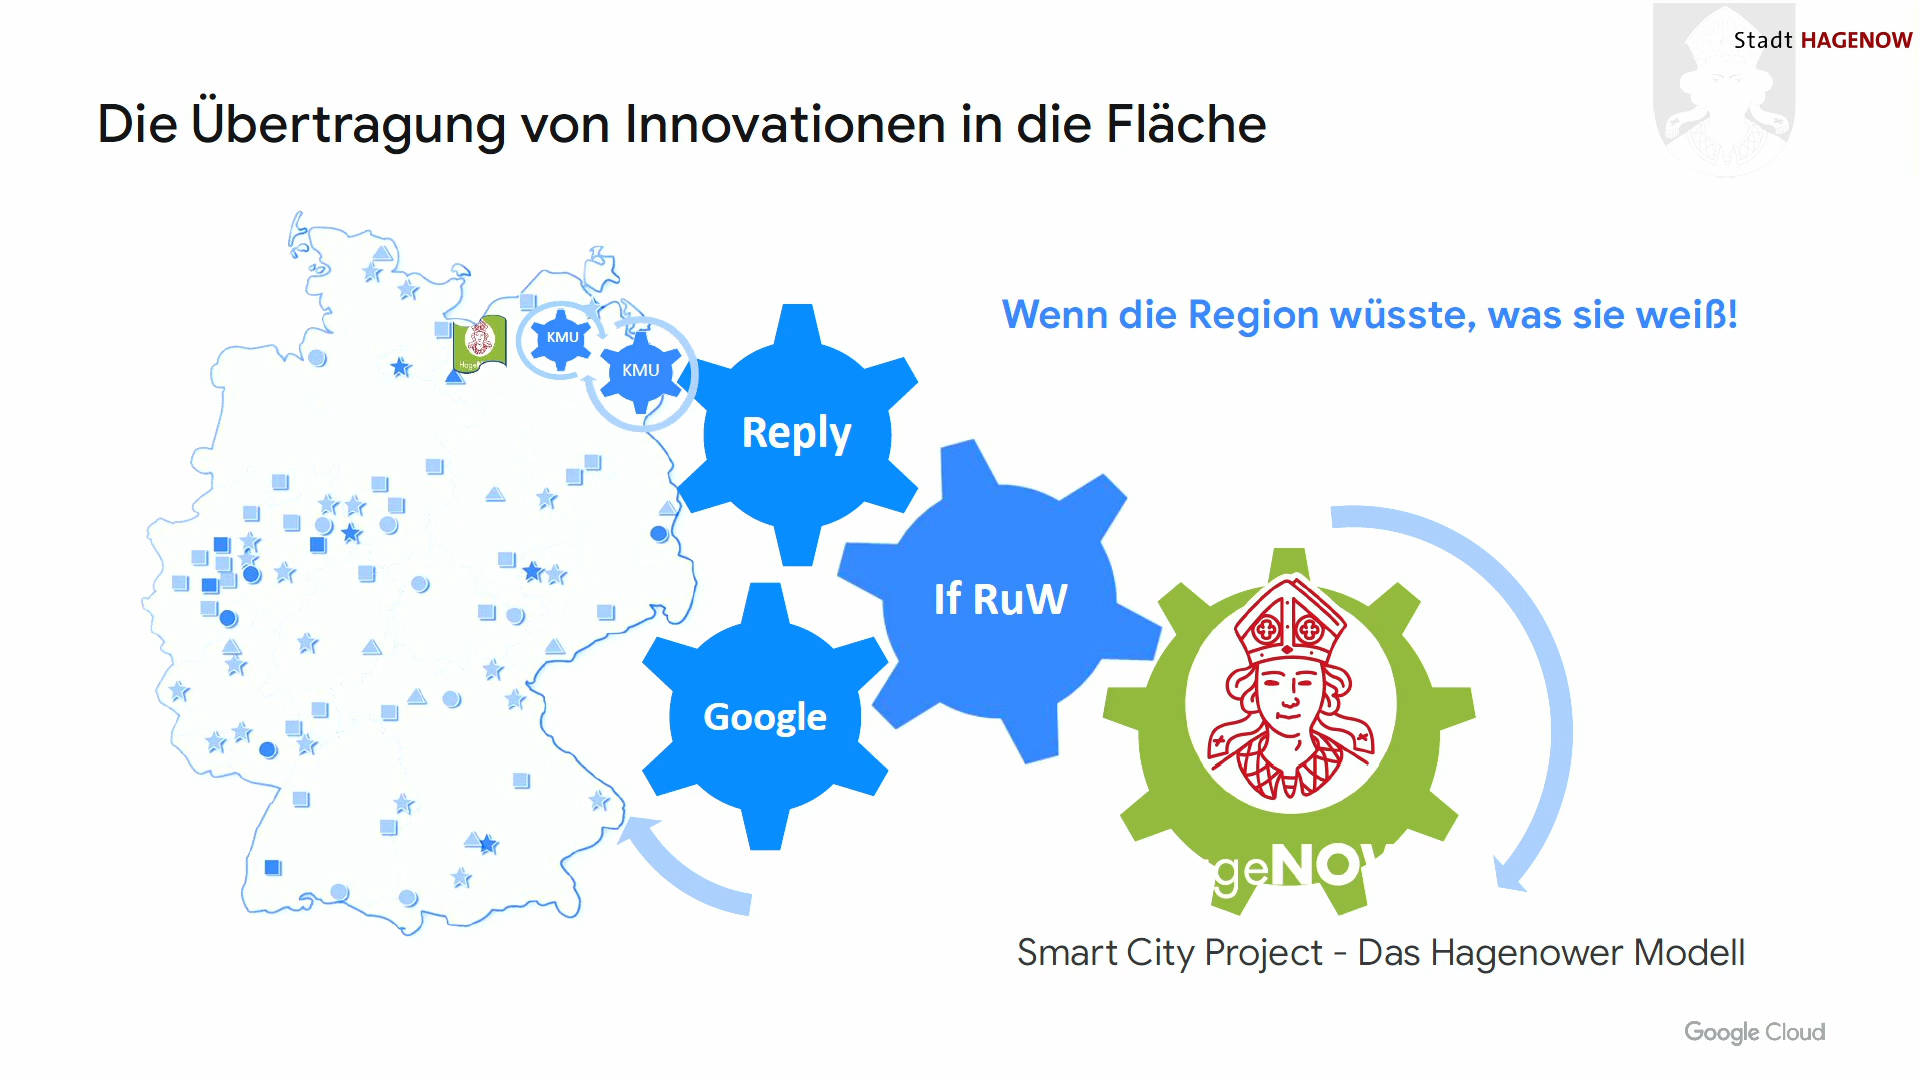 Stadt HAGENOW
Die Übertragung von Innovationen in die Fläche
Wenn die Region wüsste, was sie weiß!
KMU
KMU
Reply
If RuW
Google
geNOW
Smart City Project - Das Hagenower Modell
Google Cloud